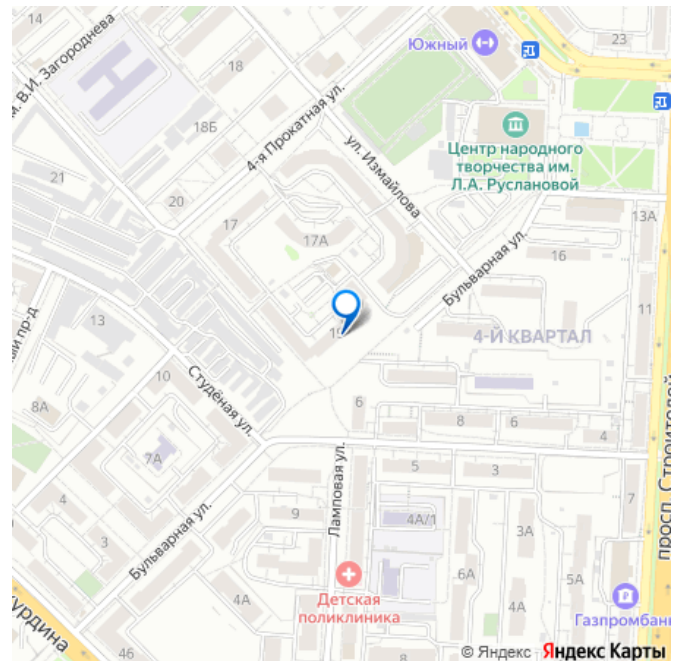 23
Южный
18
м. В.И. Загороднева
4-я Прокатная ул.
18Б
Центр народного
творчества им.
Л.А. Руслановой
ул. Измайлова
21
20
17
17А
13А
Бульварная ул.
16
11
13
4-Й КВАРТАЛ
10
Студёная ул.
8А
7А
6
8
6
4
5
3
просп. Строителей
4
3
Ламповая ул.
9
4А/1
3А
7
Бульварная ул.
6А
5А
4А
Детская
поликлиника
Газпромбанк
46
© Яндекс Яндекс Карты